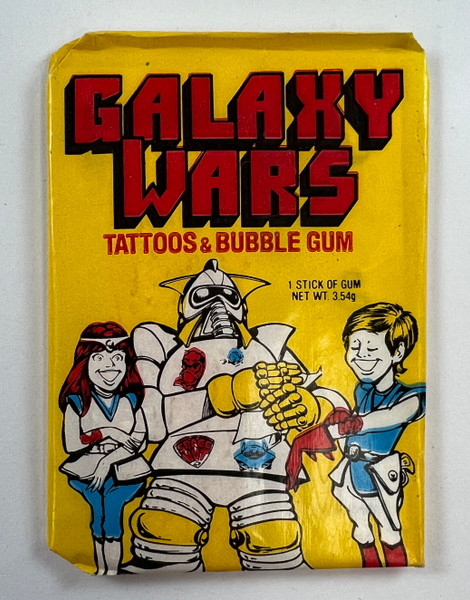 GALAXY
WARS
TATTOOS & BUBBLE GUM
1 STICK OF GUM
NET WT. 3.54g